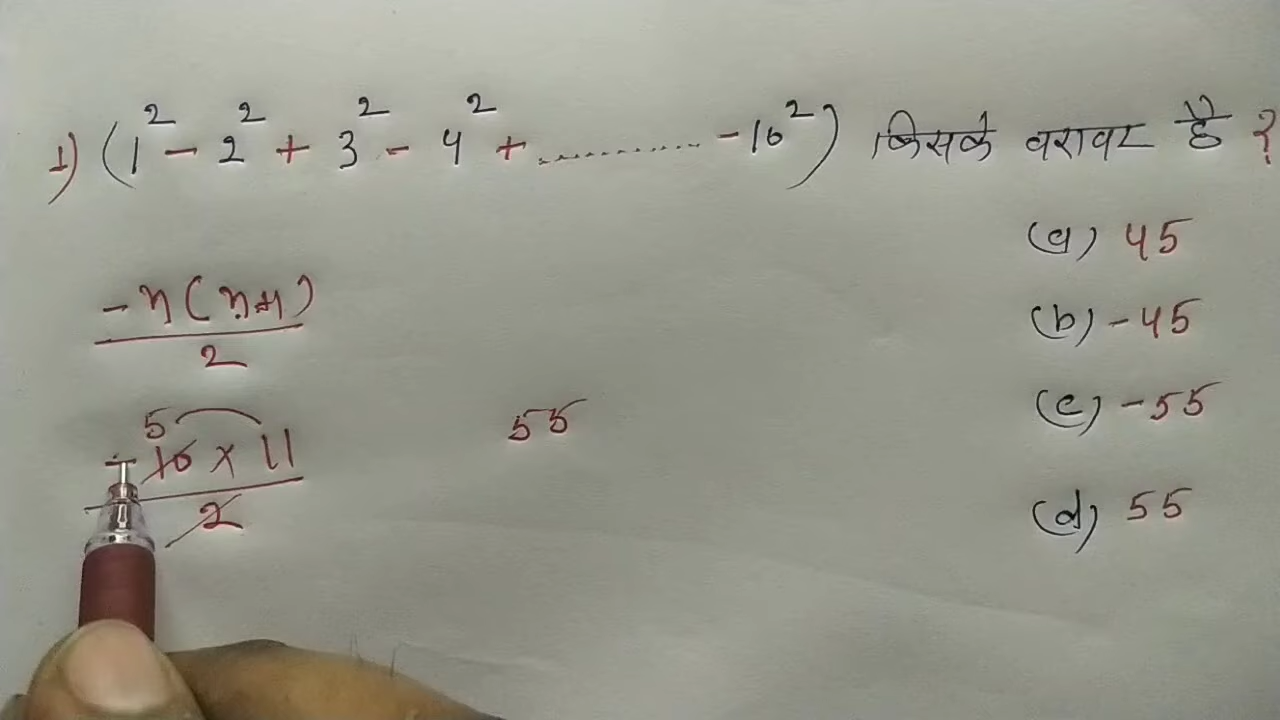 1) (1² - 2² + 3² - 4² + .......... - 10²) किसके बराबर है ?
(a) 45
(b) - 45
(c) - 55
(d) 55
-n(n+1)
2
5
- 10 x 11
2
55